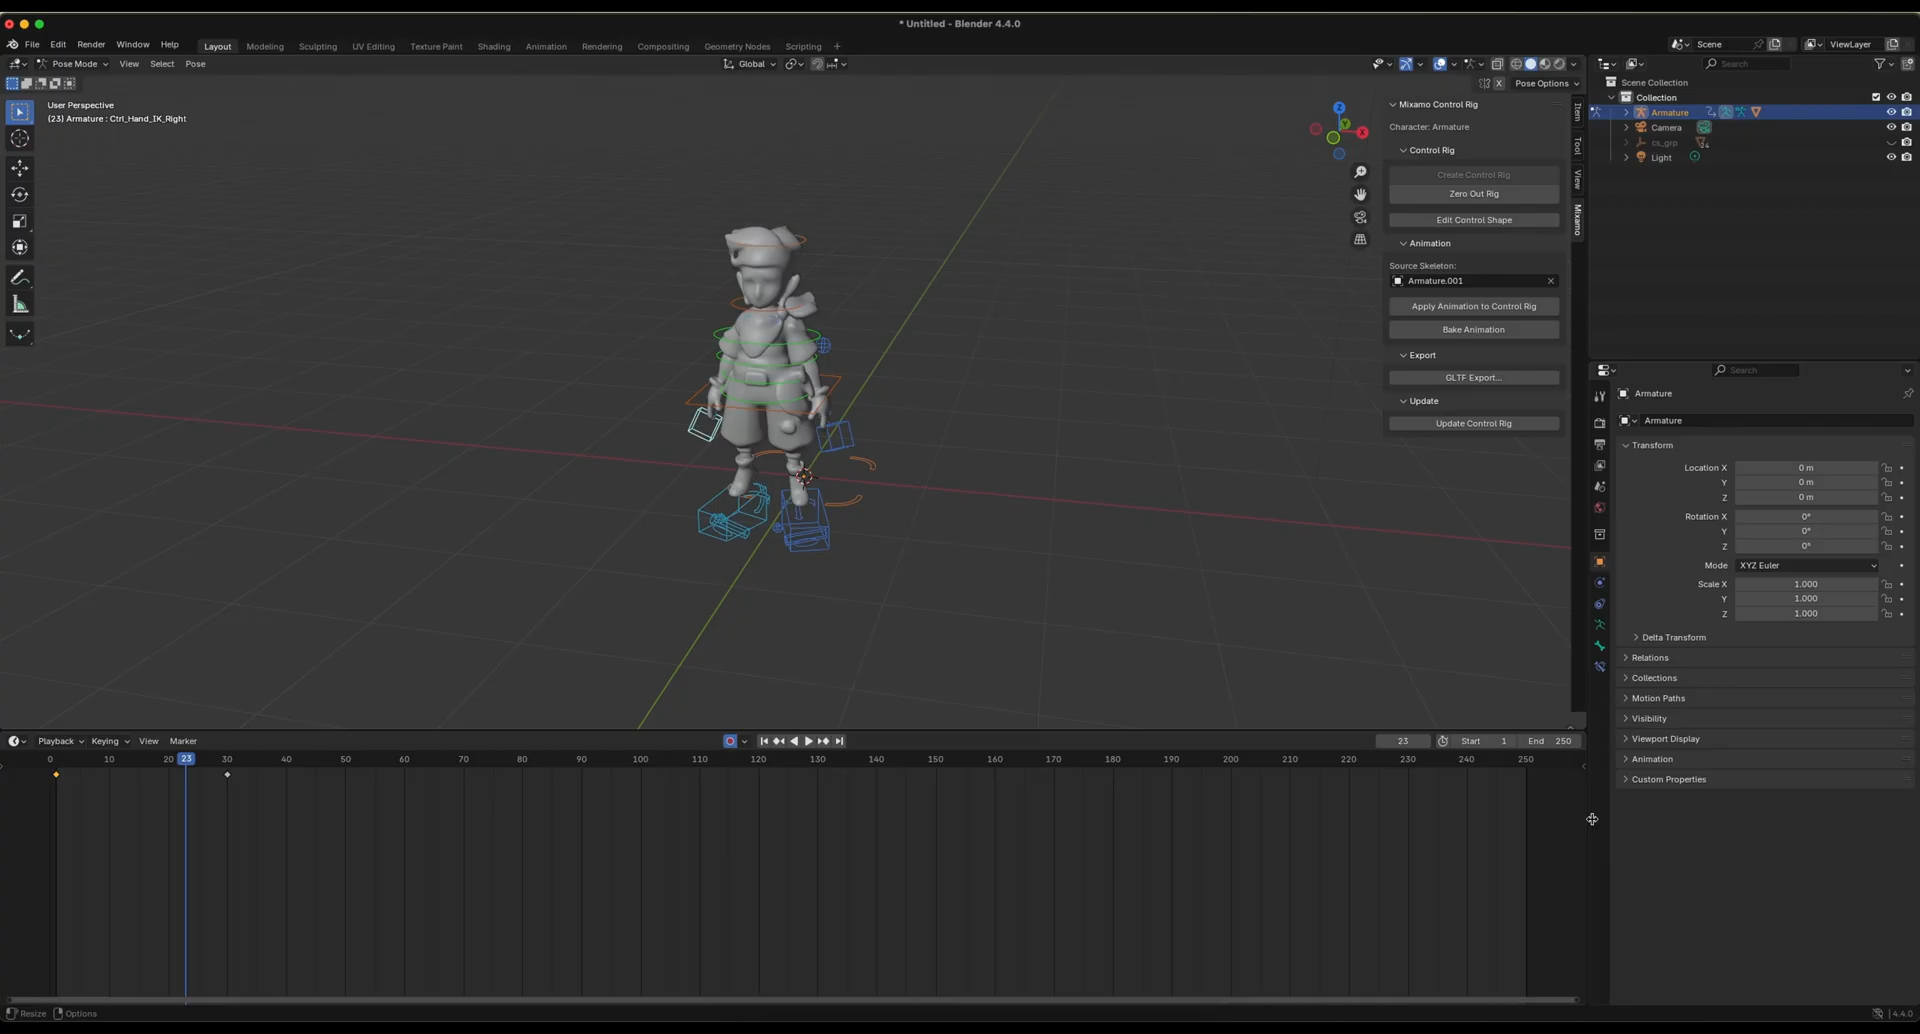 * Untitled - Blender 4.4.0
File Edit Render Window Help Layout Modeling Sculpting UV Editing Texture Paint Shading Animation Rendering Compositing Geometry Nodes Scripting + Scene ViewLayer
Pose Mode View Select Pose Global Search
X Pose Options
Scene Collection
Collection
Armature
Camera
cs_grp 24
Light
User Perspective
(23) Armature : Ctrl_Hand_IK_Right
Z
Y
X
Mixamo Control Rig
Character: Armature
Control Rig
Create Control Rig
Zero Out Rig
Edit Control Shape
Animation
Source Skeleton:
Armature.001
Apply Animation to Control Rig
Bake Animation
Export
GLTF Export...
Update
Update Control Rig
Item
Tool
View
Mixamo
Search
Armature
Armature
Transform
Location X 0 m
Y 0 m
Z 0 m
Rotation X 0°
Y 0°
Z 0°
Mode XYZ Euler
Scale X 1.000
Y 1.000
Z 1.000
Delta Transform
Relations
Collections
Motion Paths
Visibility
Viewport Display
Animation
Custom Properties
Playback Keying View Marker 23 Start 1 End 250
0 10 20 23 30 40 50 60 70 80 90 100 110 120 130 140 150 160 170 180 190 200 210 220 230 240 250
Resize Options 4.4.0